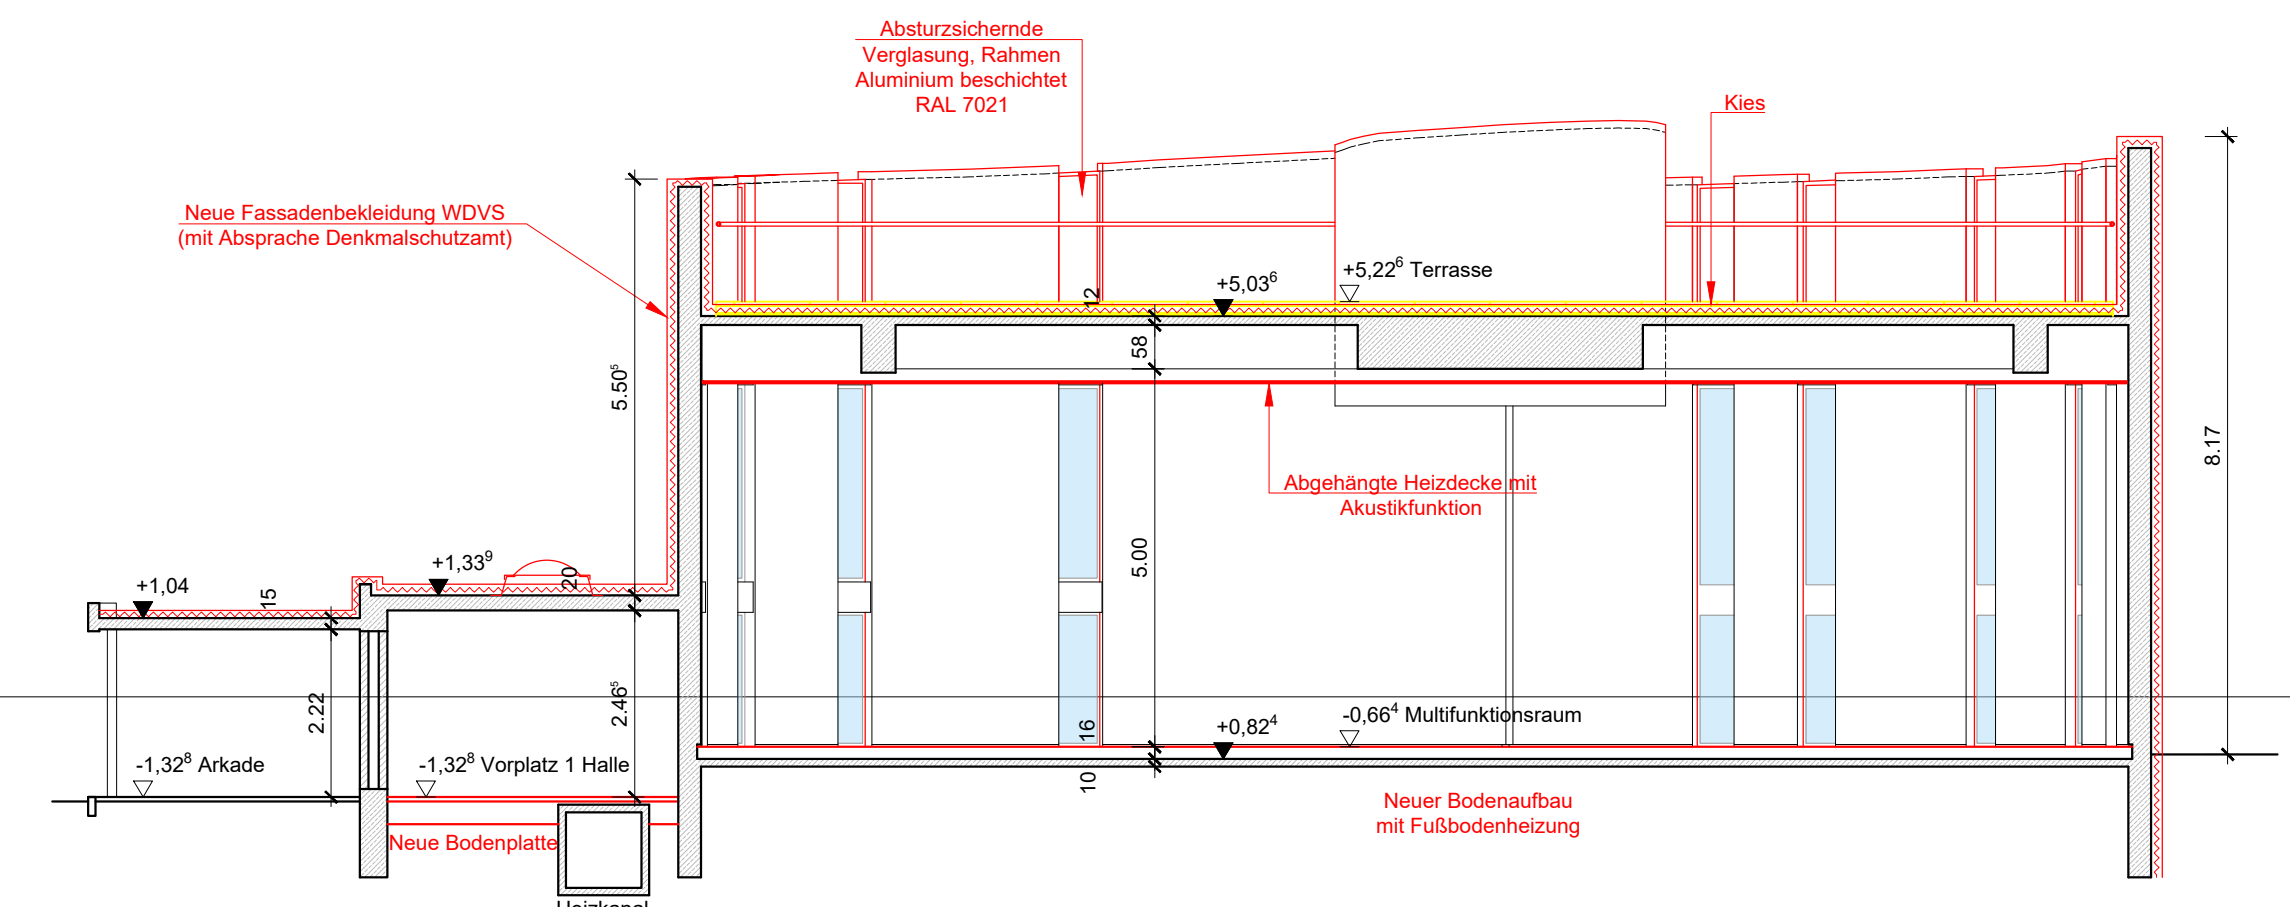 Absturzsichernde
Verglasung, Rahmen
Aluminium beschichtet
RAL 7021
Kies
Neue Fassadenbekleidung WDVS
(mit Absprache Denkmalschutzamt)
+5,22⁶ Terrasse
+5,03⁶
12
58
5.50⁵
8.17
Abgehängte Heizdecke mit
Akustikfunktion
5.00
+1,33⁹
+1,04
15
20
2.22
2.46⁵
-0,66⁴ Multifunktionsraum
+0,82⁴
16
10
-1,32⁸ Arkade
-1,32⁸ Vorplatz 1 Halle
Neuer Bodenaufbau
mit Fußbodenheizung
Neue Bodenplatte
Heizkanal